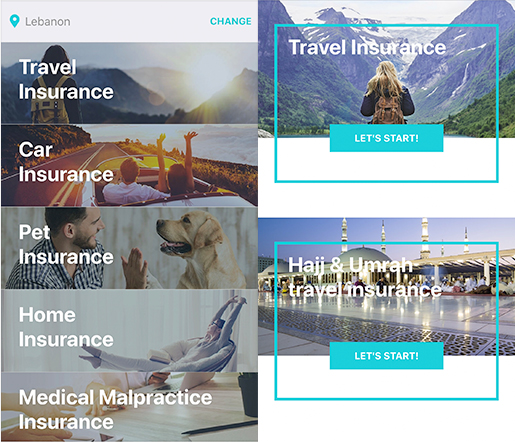 Lebanon
CHANGE
Travel
Insurance
Car
Insurance
Pet
Insurance
Home
Insurance
Medical Malpractice
Insurance
Travel Insurance
LET'S START!
Hajj & Umrah
travel insurance
LET'S START!